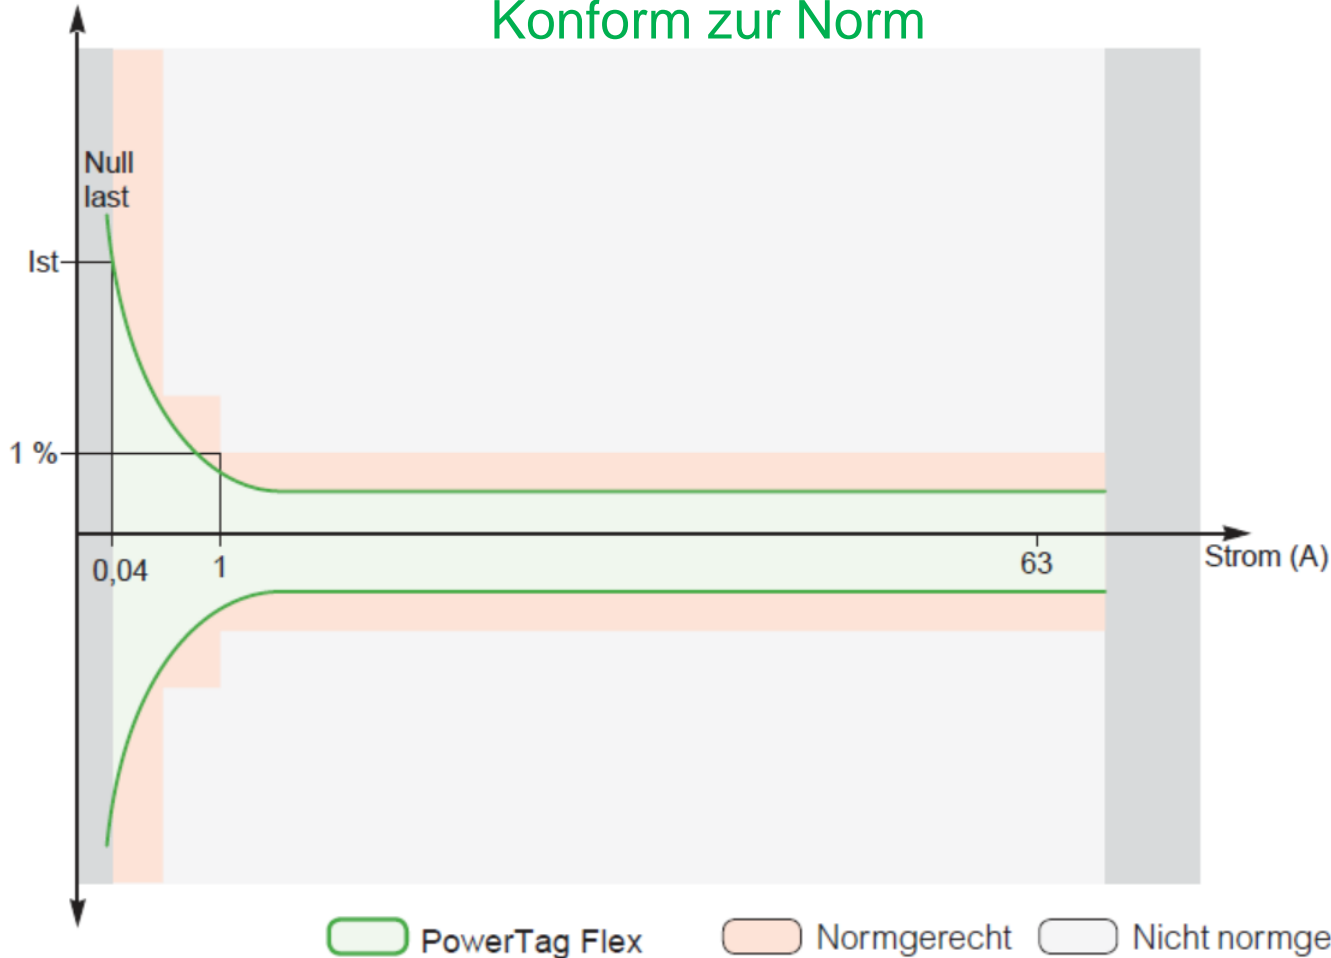 Konform zur Norm
Null
last
Ist
1 %
0,04
1
63
Strom (A)
PowerTag Flex
Normgerecht
Nicht normge